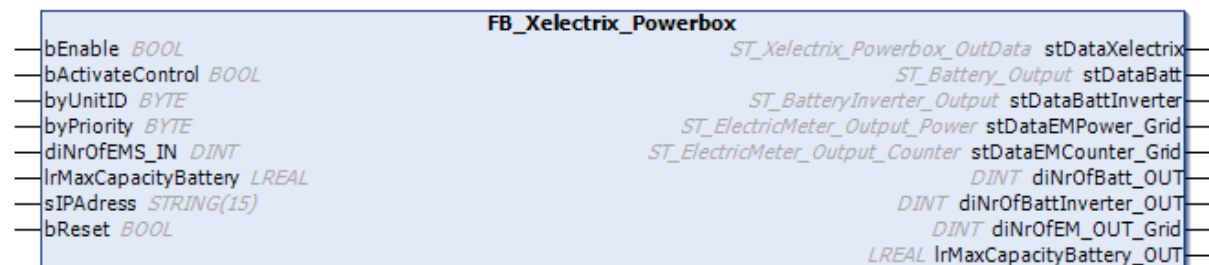 FB_Xelectrix_Powerbox
bEnable BOOL ST_Xelectrix_Powerbox_OutData stDataXelectrix
bActivateControl BOOL ST_Battery_Output stDataBatt
byUnitID BYTE ST_BatteryInverter_Output stDataBattInverter
byPriority BYTE ST_ElectricMeter_Output_Power stDataEMPower_Grid
diNrOfEMS_IN DINT ST_ElectricMeter_Output_Counter stDataEMCounter_Grid
lrMaxCapacityBattery LREAL DINT diNrOfBatt_OUT
sIPAdress STRING(15) DINT diNrOfBattInverter_OUT
bReset BOOL DINT diNrOfEM_OUT_Grid
LREAL lrMaxCapacityBattery_OUT